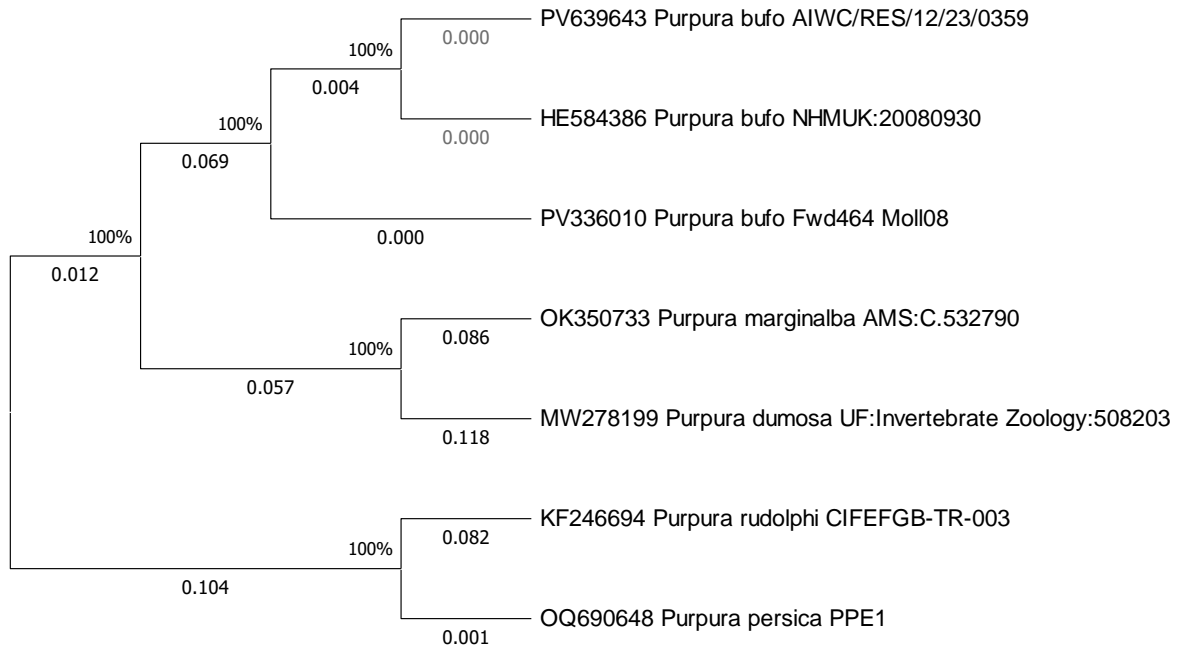 PV639643 Purpura bufo AIWC/RES/12/23/0359
0.000
100%
0.004
HE584386 Purpura bufo NHMUK:20080930
0.000
100%
0.069
PV336010 Purpura bufo Fwd464 Moll08
0.000
100%
0.012
OK350733 Purpura marginalba AMS:C.532790
0.086
100%
0.057
MW278199 Purpura dumosa UF:Invertebrate Zoology:508203
0.118
KF246694 Purpura rudolphi CIFEFGB-TR-003
0.082
100%
0.104
OQ690648 Purpura persica PPE1
0.001